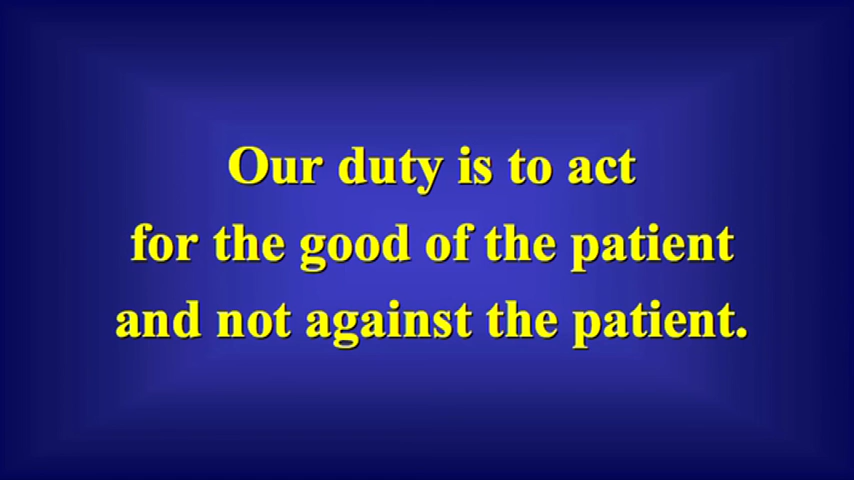 Our duty is to act
for the good of the patient
and not against the patient.